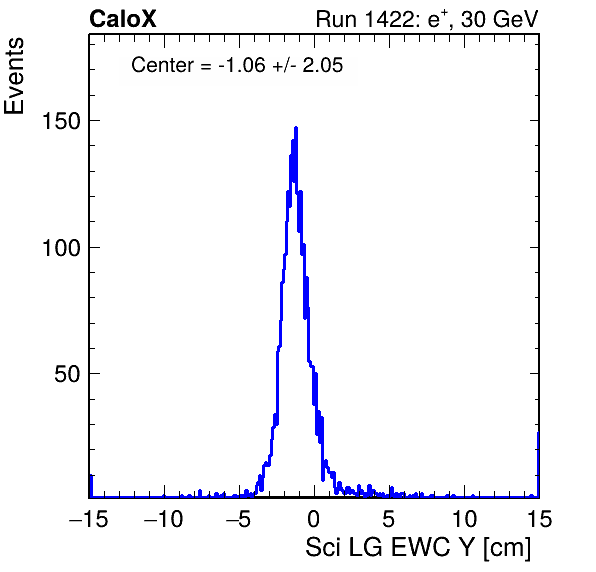 CaloX Run 1422: e⁺, 30 GeV
Center = -1.06 +/- 2.05
Events
150
100
50
−15 −10 −5 0 5 10 15
Sci LG EWC Y [cm]